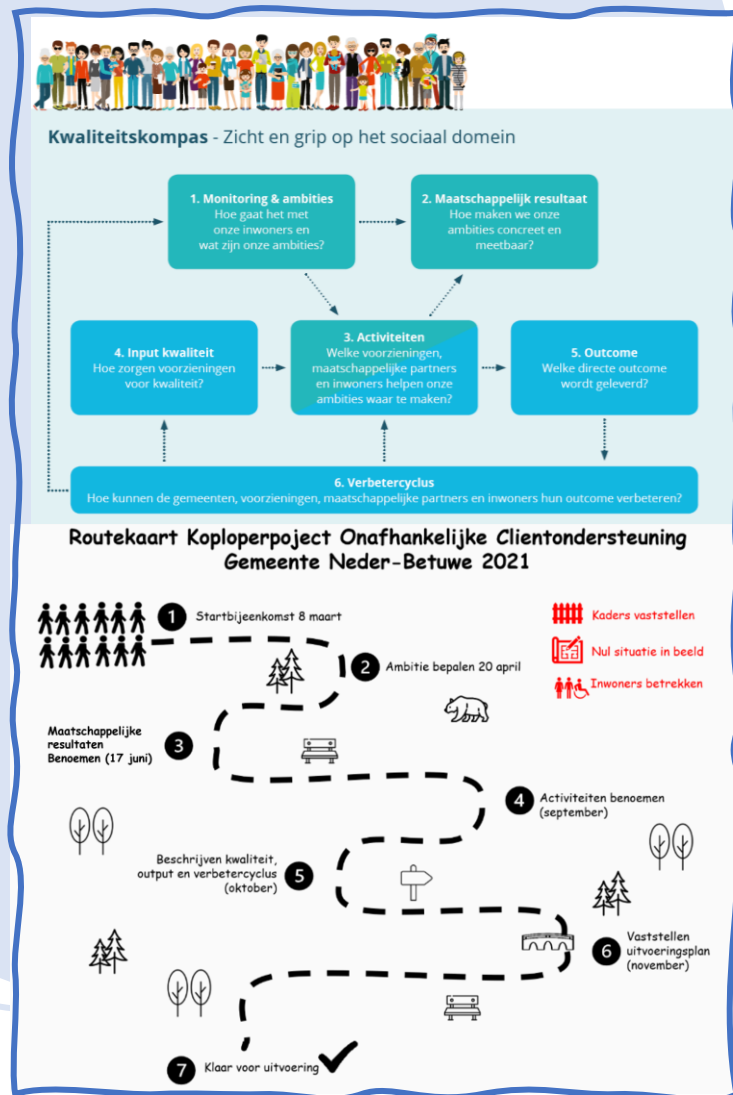 Kwaliteitskompas - Zicht en grip op het sociaal domein
1. Monitoring & ambities
Hoe gaat het met
onze inwoners en
wat zijn onze ambities?
2. Maatschappelijk resultaat
Hoe maken we onze
ambities concreet en
meetbaar?
4. Input kwaliteit
Hoe zorgen voorzieningen
voor kwaliteit?
3. Activiteiten
Welke voorzieningen,
maatschappelijke partners
en inwoners helpen onze
ambities waar te maken?
5. Outcome
Welke directe outcome
wordt geleverd?
6. Verbetercyclus
Hoe kunnen de gemeenten, voorzieningen, maatschappelijke partners en inwoners hun outcome verbeteren?
Routekaart Koploperpoject Onafhankelijke Clientondersteuning
Gemeente Neder-Betuwe 2021
1 Startbijeenkomst 8 maart
Kaders vaststellen
Nul situatie in beeld
Inwoners betrekken
2 Ambitie bepalen 20 april
Maatschappelijke
resultaten
Benoemen (17 juni) 3
4 Activiteiten benoemen
(september)
Beschrijven kwaliteit,
output en verbetercyclus
(oktober) 5
6 Vaststellen
uitvoeringsplan
(november)
7 Klaar voor uitvoering